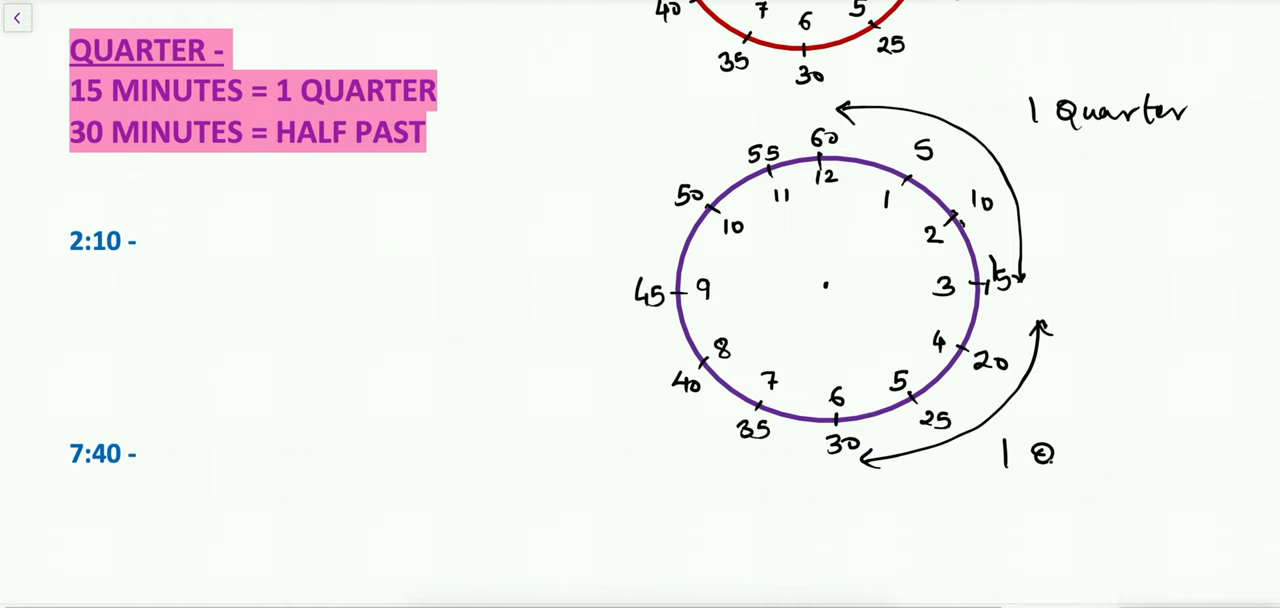 QUARTER -
15 MINUTES = 1 QUARTER
30 MINUTES = HALF PAST
2:10 -
7:40 -
40 7 6 5
35 30 25
1 Quarter
60
55 5
12
50 11 1 10
10 2
45 9 3 15
8 4
40 7 6 5 20
35 30 25
1